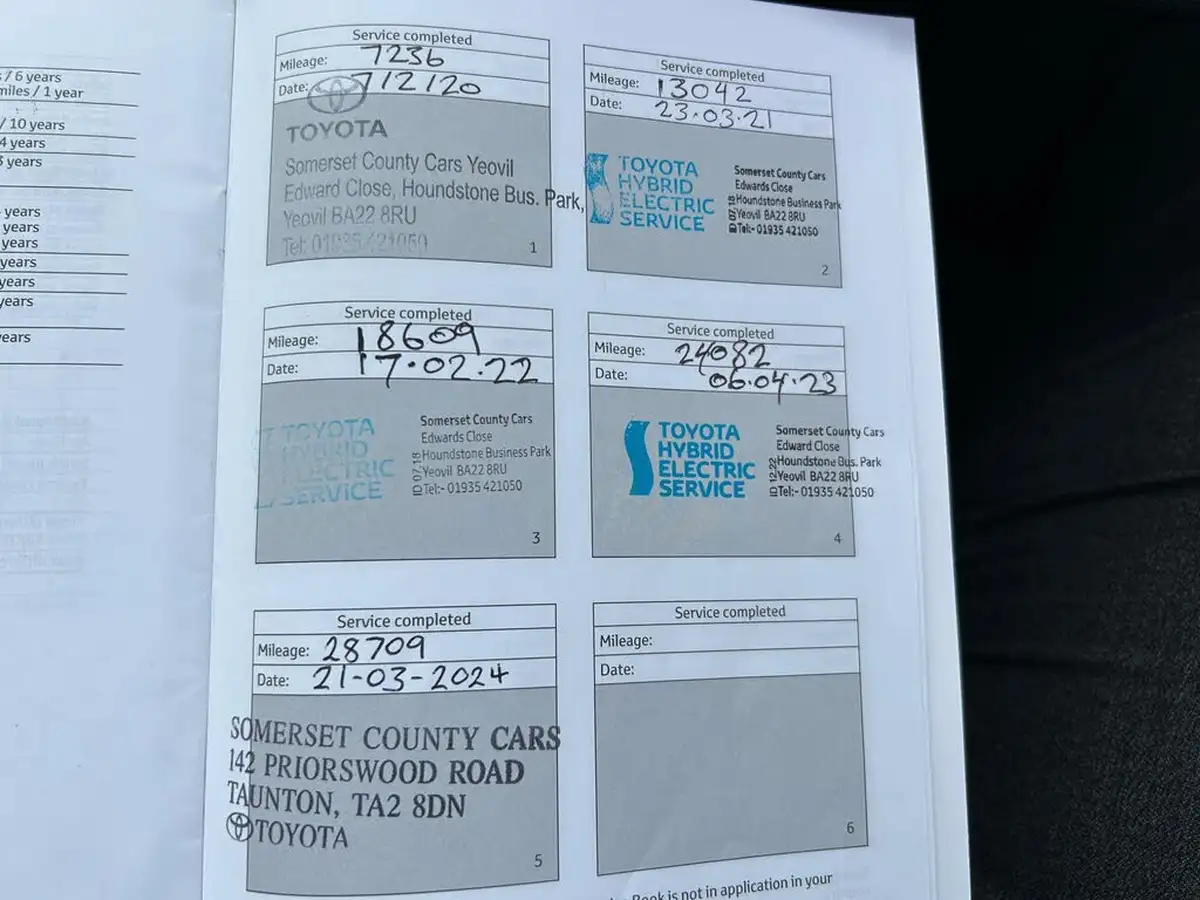 / 6 years
miles / 1 year
/ 10 years
4 years
years
years
years
years
years
years
years
ears
Service completed
Mileage: 7236
Date: 7/2/20
TOYOTA
Somerset County Cars Yeovil
Edward Close, Houndstone Bus. Park,
Yeovil BA22 8RU
Tel: 01935 421050
1
Service completed
Mileage: 13042
Date: 23.03.21
TOYOTA
HYBRID
ELECTRIC
SERVICE
Somerset County Cars
Edwards Close
Houndstone Business Park
Yeovil BA22 8RU
Tel:- 01935 421050
2
Service completed
Mileage: 18609
Date: 17.02.22
TOYOTA
HYBRID
ELECTRIC
SERVICE
Somerset County Cars
Edwards Close
Houndstone Business Park
Yeovil BA22 8RU
Tel:- 01935 421050
3
Service completed
Mileage: 24082
Date: 06.04.23
TOYOTA
HYBRID
ELECTRIC
SERVICE
Somerset County Cars
Edward Close
Houndstone Bus. Park
Yeovil BA22 8RU
Tel:- 01935 421050
4
Service completed
Mileage: 28709
Date: 21-03-2024
SOMERSET COUNTY CARS
142 PRIORSWOOD ROAD
TAUNTON, TA2 8DN
TOYOTA
5
Service completed
Mileage:
Date:
6
Book is not in application in your